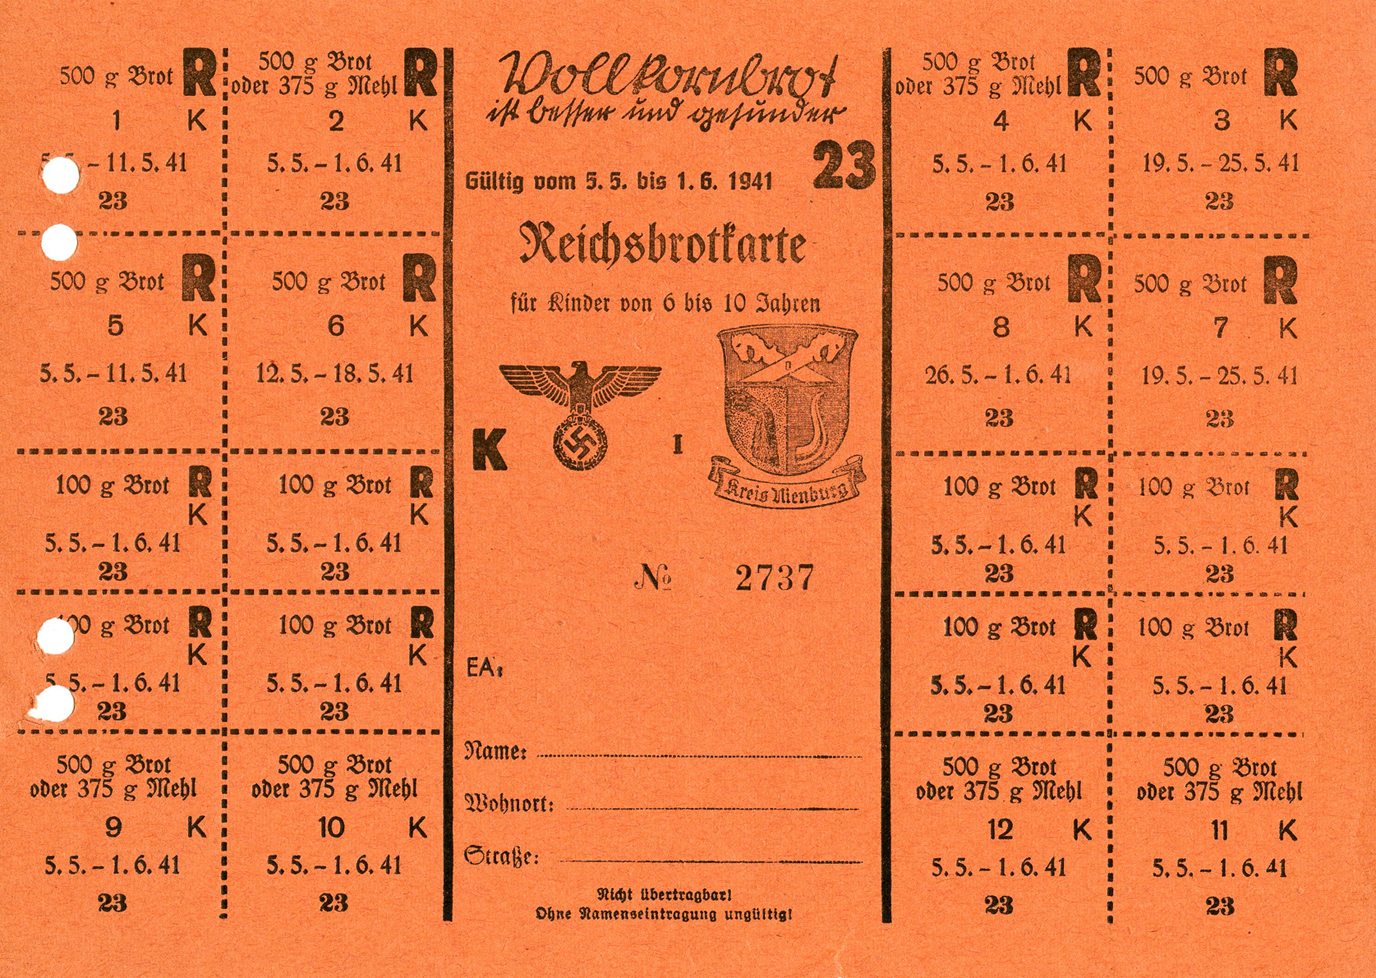 500 g Brot R
1 K
5.5. – 11. 5. 41
23
500 g Brot
oder 375 g Mehl R
2 K
5. 5. – 1. 6. 41
23
500 g Brot R
5 K
5. 5. – 11. 5. 41
23
500 g Brot R
6 K
12. 5. – 18. 5. 41
23
100 g Brot R
K
5. 5. – 1. 6. 41
23
100 g Brot R
K
5. 5. – 1. 6. 41
23
100 g Brot R
K
5. 5. – 1. 6. 41
23
100 g Brot R
K
5. 5. – 1. 6. 41
23
500 g Brot
oder 375 g Mehl
9 K
5. 5. – 1. 6. 41
23
500 g Brot
oder 375 g Mehl
10 K
5. 5. – 1. 6. 41
23
Vollkornbrot
ist besser und gesünder
23
Gültig vom 5. 5. bis 1. 6. 1941
Reichsbrotkarte
für Kinder von 6 bis 10 Jahren
K I
Kreis Nienburg
№ 2737
EA:
Name:
Wohnort:
Straße:
Nicht übertragbar!
Ohne Namenseintragung ungültig!
500 g Brot
oder 375 g Mehl R
4 K
5. 5. – 1. 6. 41
23
500 g Brot R
3 K
19. 5. – 25. 5. 41
23
500 g Brot R
8 K
26. 5. – 1. 6. 41
23
500 g Brot R
7 K
19. 5. – 25. 5. 41
23
100 g Brot R
K
5. 5. – 1. 6. 41
23
100 g Brot R
K
5. 5. – 1. 6. 41
23
100 g Brot R
K
5. 5. – 1. 6. 41
23
100 g Brot R
K
5. 5. – 1. 6. 41
23
500 g Brot
oder 375 g Mehl
12 K
5. 5. – 1. 6. 41
23
500 g Brot
oder 375 g Mehl
11 K
5. 5. – 1. 6. 41
23